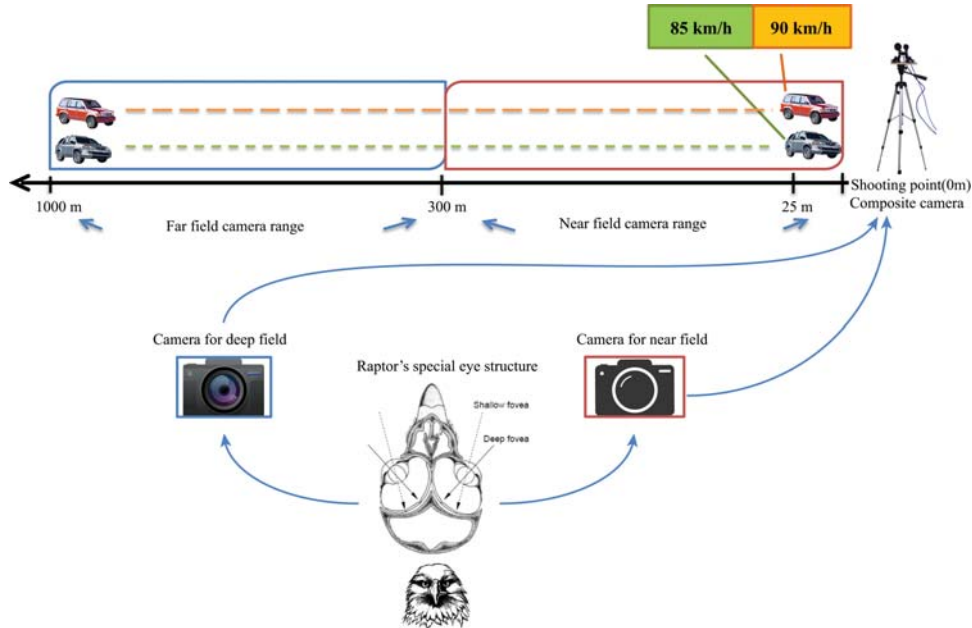 85 km/h
90 km/h
Shooting point(0m)
Composite camera
1000 m
300 m
25 m
Far field camera range
Near field camera range
Camera for deep field
Camera for near field
Raptor’s special eye structure
Shallow fovea
Deep fovea